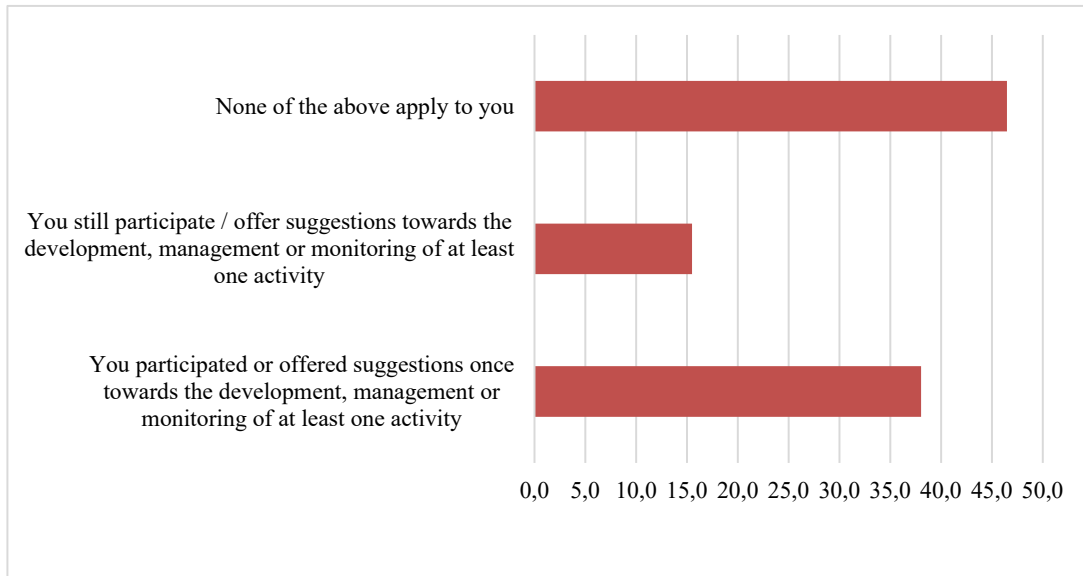 None of the above apply to you
You still participate / offer suggestions towards the
development, management or monitoring of at least
one activity
You participated or offered suggestions once
towards the development, management or
monitoring of at least one activity
0,0 5,0 10,0 15,0 20,0 25,0 30,0 35,0 40,0 45,0 50,0